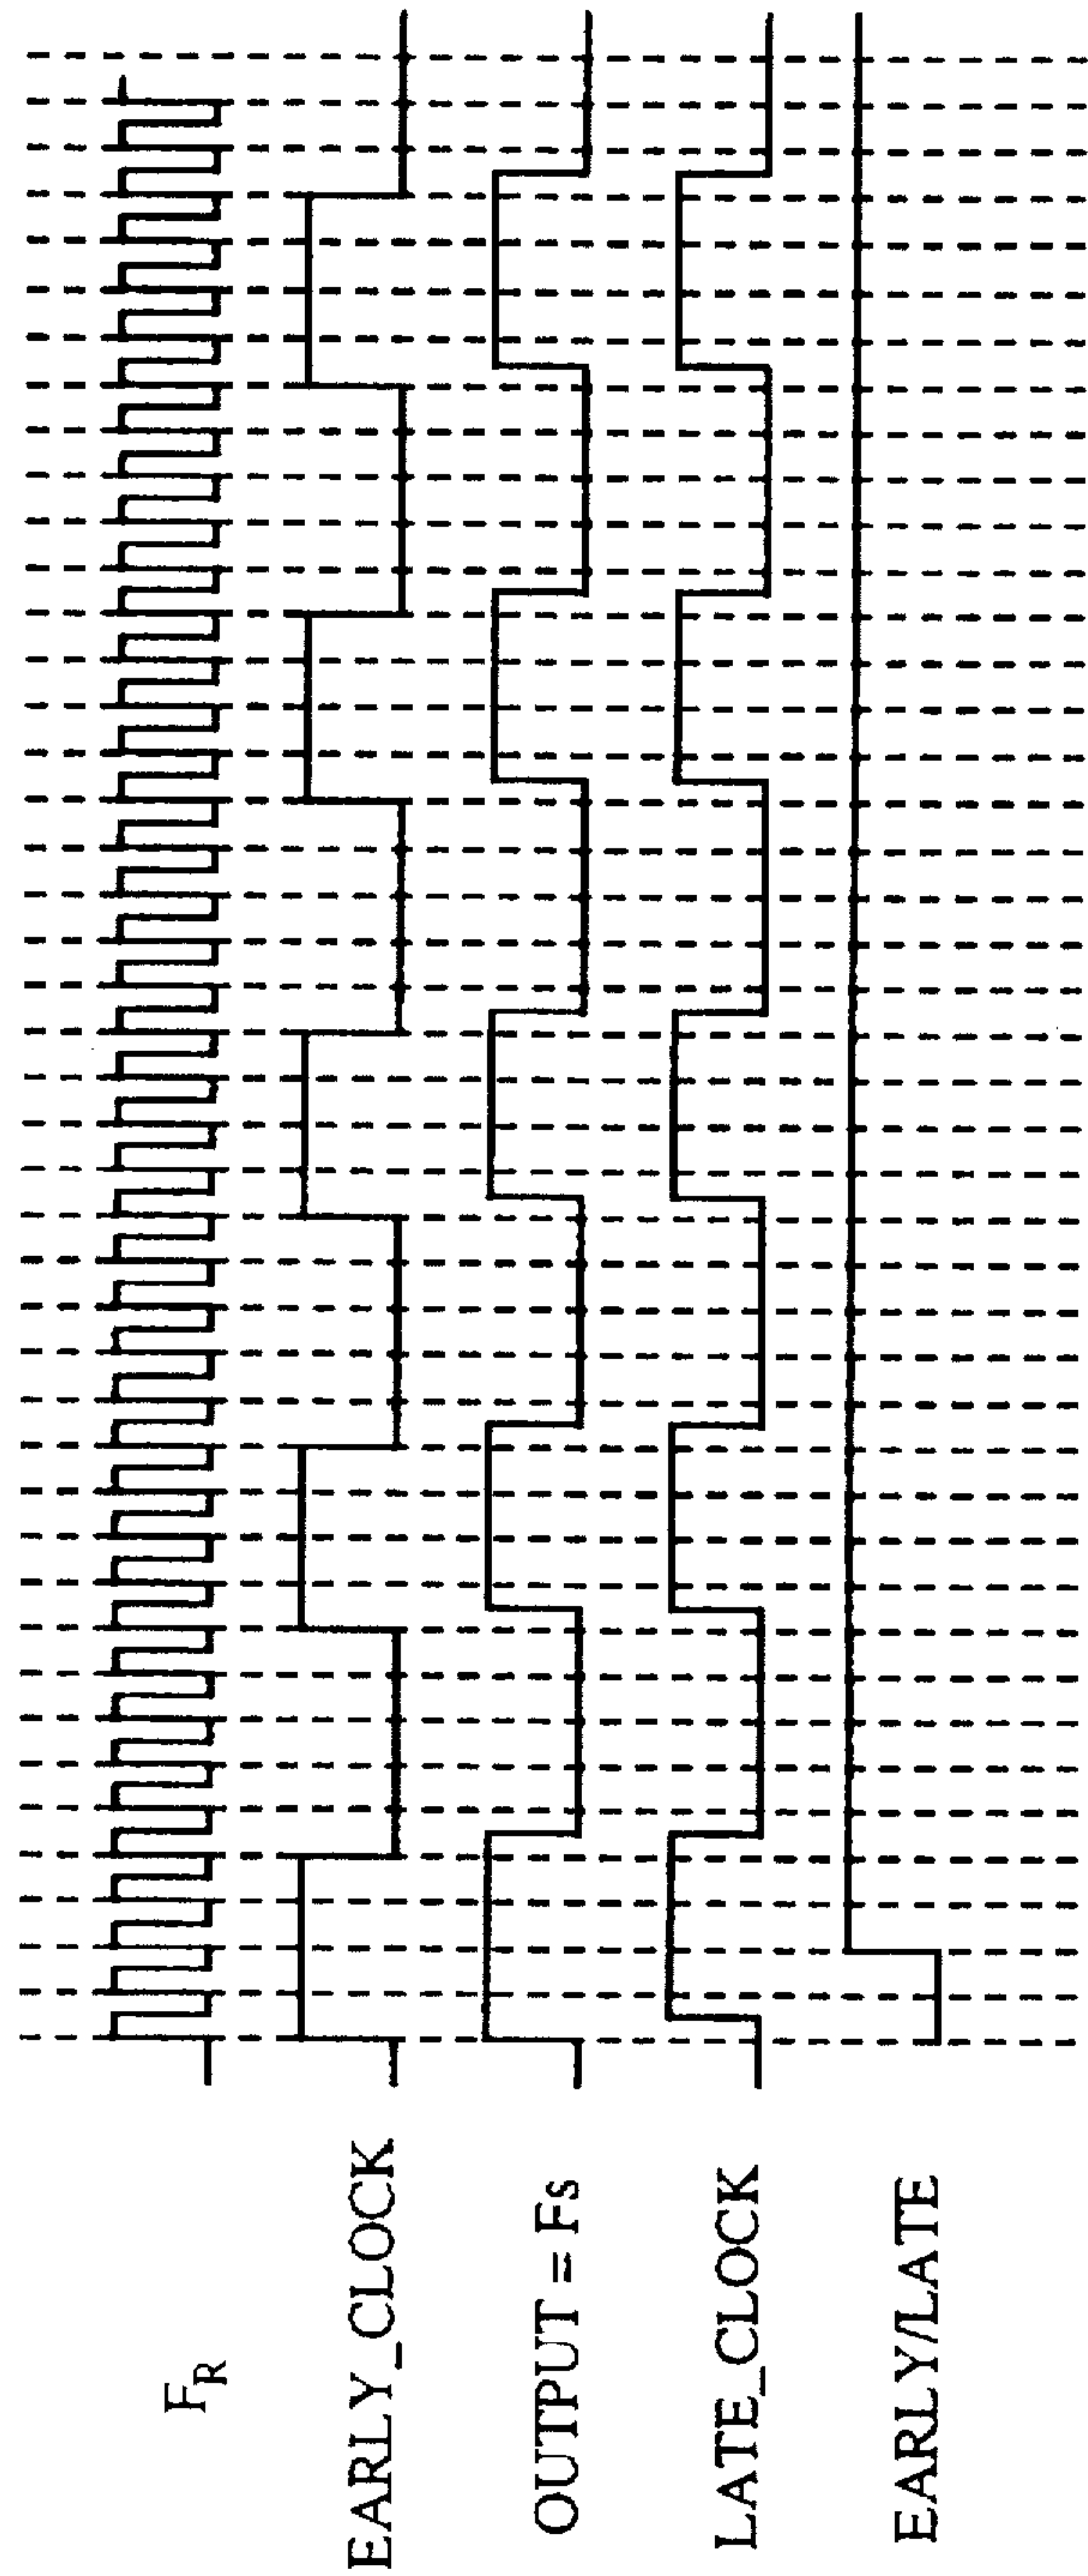 F_R
EARLY_CLOCK
OUTPUT = Fs
LATE_CLOCK
EARLY/LATE